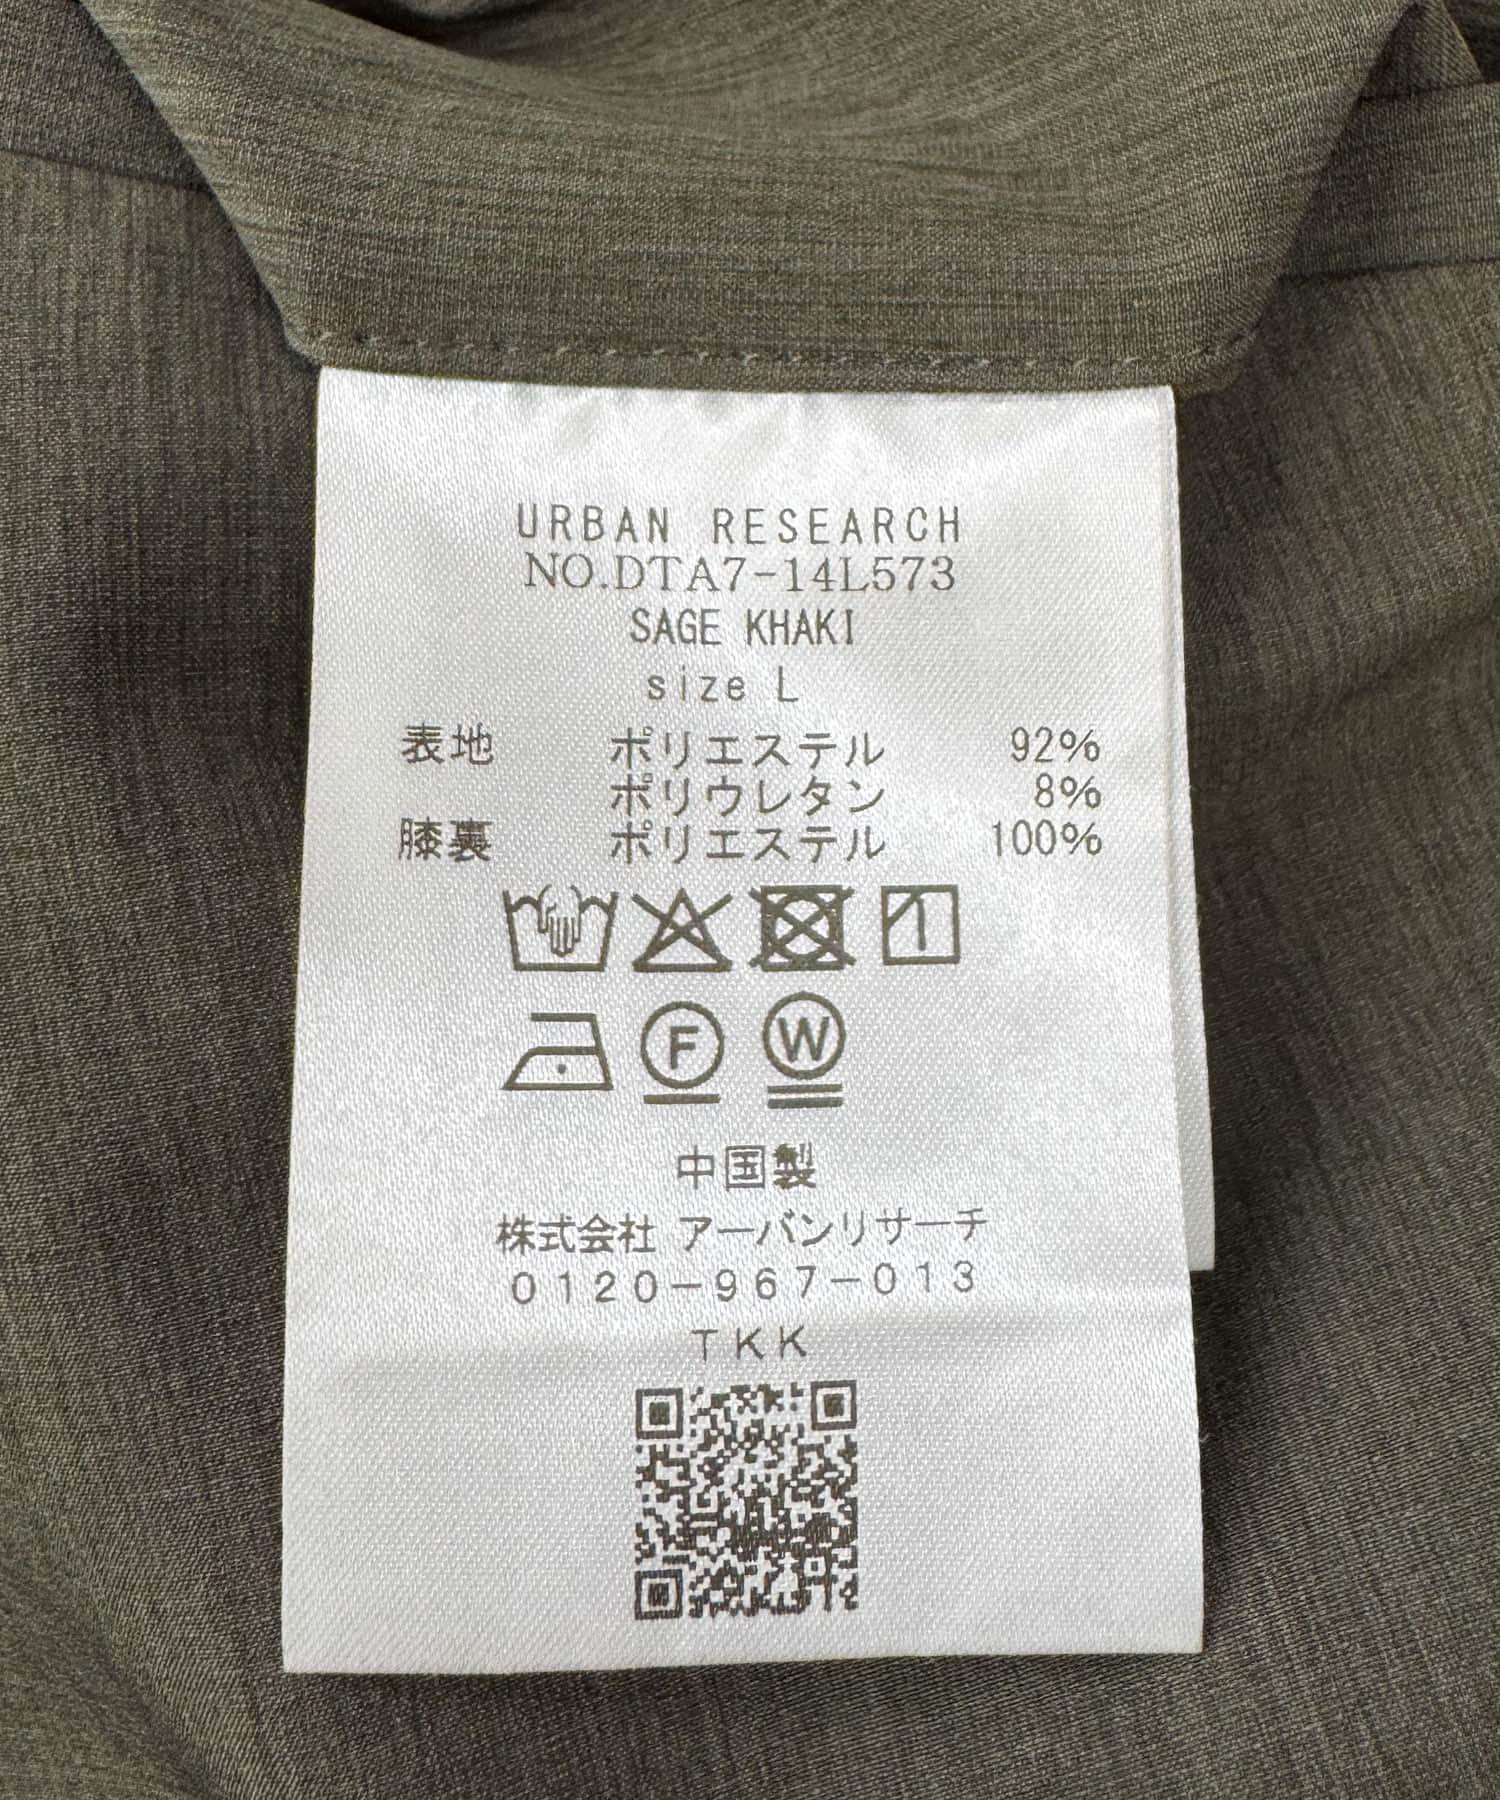 URBAN RESEARCH
NO.DTA7-14L573
SAGE KHAKI
size L
表地 ポリエステル 92%
ポリウレタン 8%
膝裏 ポリエステル 100%
1
F W
中国製
株式会社 アーバンリサーチ
0120-967-013
TKK